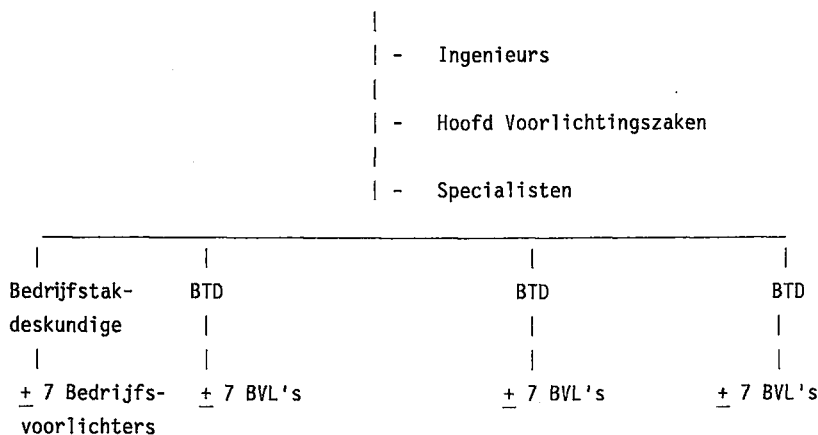 - Ingenieurs
- Hoofd Voorlichtingszaken
- Specialisten
Bedrijfstak- BTD BTD BTD
deskundige
± 7 Bedrijfs- ± 7 BVL's ± 7 BVL's ± 7 BVL's
voorlichters